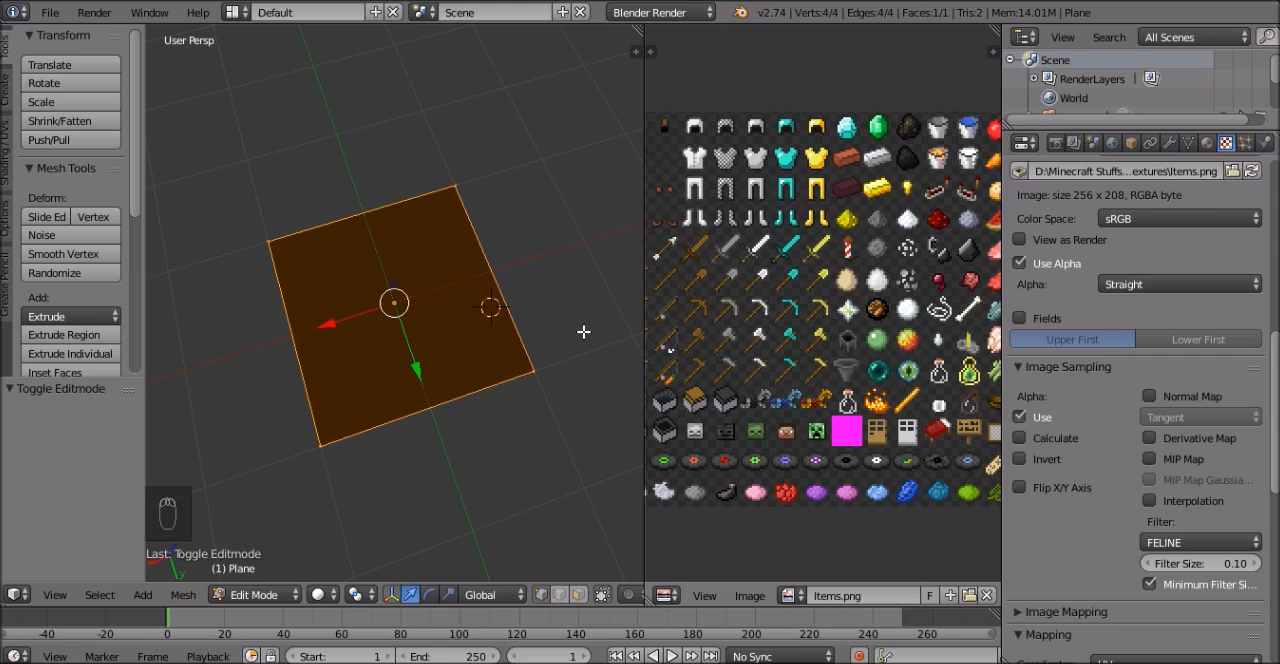 File Render Window Help Default Scene Blender Render v2.74 | Verts:4/4 | Edges:4/4 | Faces:1/1 | Tris:2 | Mem:14.01M | Plane
Transform
Translate
Rotate
Scale
Shrink/Fatten
Push/Pull
Mesh Tools
Deform:
Slide Ed Vertex
Noise
Smooth Vertex
Randomize
Add:
Extrude
Extrude Region
Extrude Individual
Inset Faces
Toggle Editmode
Tools
Create
Shading / UVs
Options
Grease Pencil
User Persp
Last: Toggle Editmode
(1) Plane
y
View Select Add Mesh Edit Mode Global
View Image Items.png F
View Search All Scenes
Scene
RenderLayers |
World
D:\Minecraft Stuffs...extures\Items.png
Image: size 256 x 208, RGBA byte
Color Space: sRGB
View as Render
Use Alpha
Alpha: Straight
Fields
Upper First Lower First
Image Sampling
Alpha: Normal Map
Use Tangent
Calculate Derivative Map
Invert MIP Map
MIP Map Gaussia...
Flip X/Y Axis Interpolation
Filter:
FELINE
Filter Size: 0.10
Minimum Filter Si...
Image Mapping
Mapping
-40 -20 0 20 40 60 80 100 120 140 160 180 200 220 240 260
View Marker Frame Playback Start: 1 End: 250 1 No Sync